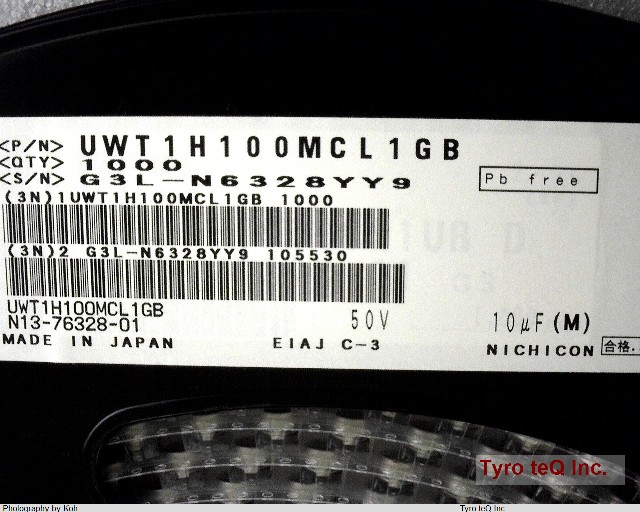 <P/N> UWT1H100MCL1GB
<QTY> 1000
<S/N> G3L-N6328YY9
Pb free
(3N)1UWT1H100MCL1GB 1000
(3N)2 G3L-N6328YY9 105530
UWT1H100MCL1GB
N13-76328-01
50V
10μF(M)
MADE IN JAPAN
EIAJ C-3
NICHICON
合格.
Tyro teQ Inc.
Photography by Koh
Tyro teQ Inc